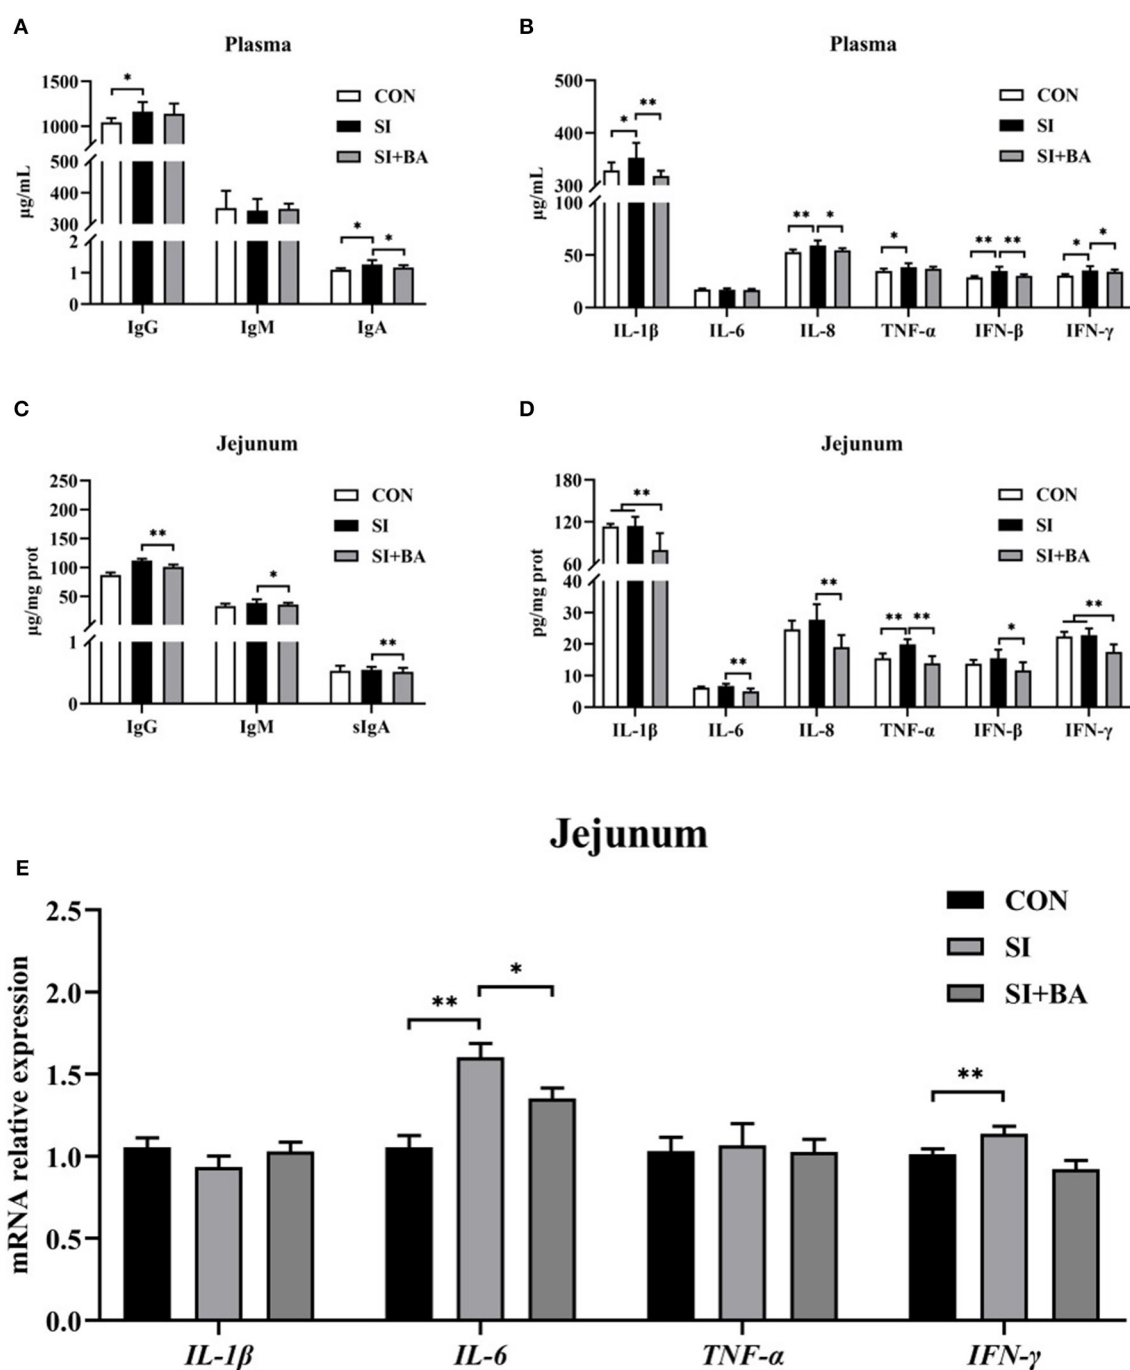 A
Plasma
µg/mL
1500
1000
500
400
300
2
1
0
*
*
*
CON
SI
SI+BA
IgG IgM IgA
B
Plasma
µg/mL
500
400
300
100
50
0
*
**
**
*
*
**
**
*
*
CON
SI
SI+BA
IL-1β IL-6 IL-8 TNF-α IFN-β IFN-γ
C
Jejunum
µg/mg prot
250
200
150
100
50
1
0
**
*
**
CON
SI
SI+BA
IgG IgM sIgA
D
Jejunum
pg/mg prot
180
120
60
40
30
20
10
0
**
**
**
**
**
*
**
CON
SI
SI+BA
IL-1β IL-6 IL-8 TNF-α IFN-β IFN-γ
Jejunum
E
mRNA relative expression
2.5
2.0
1.5
1.0
0.5
0.0
**
*
**
CON
SI
SI+BA
IL-1β IL-6 TNF-α IFN-γ